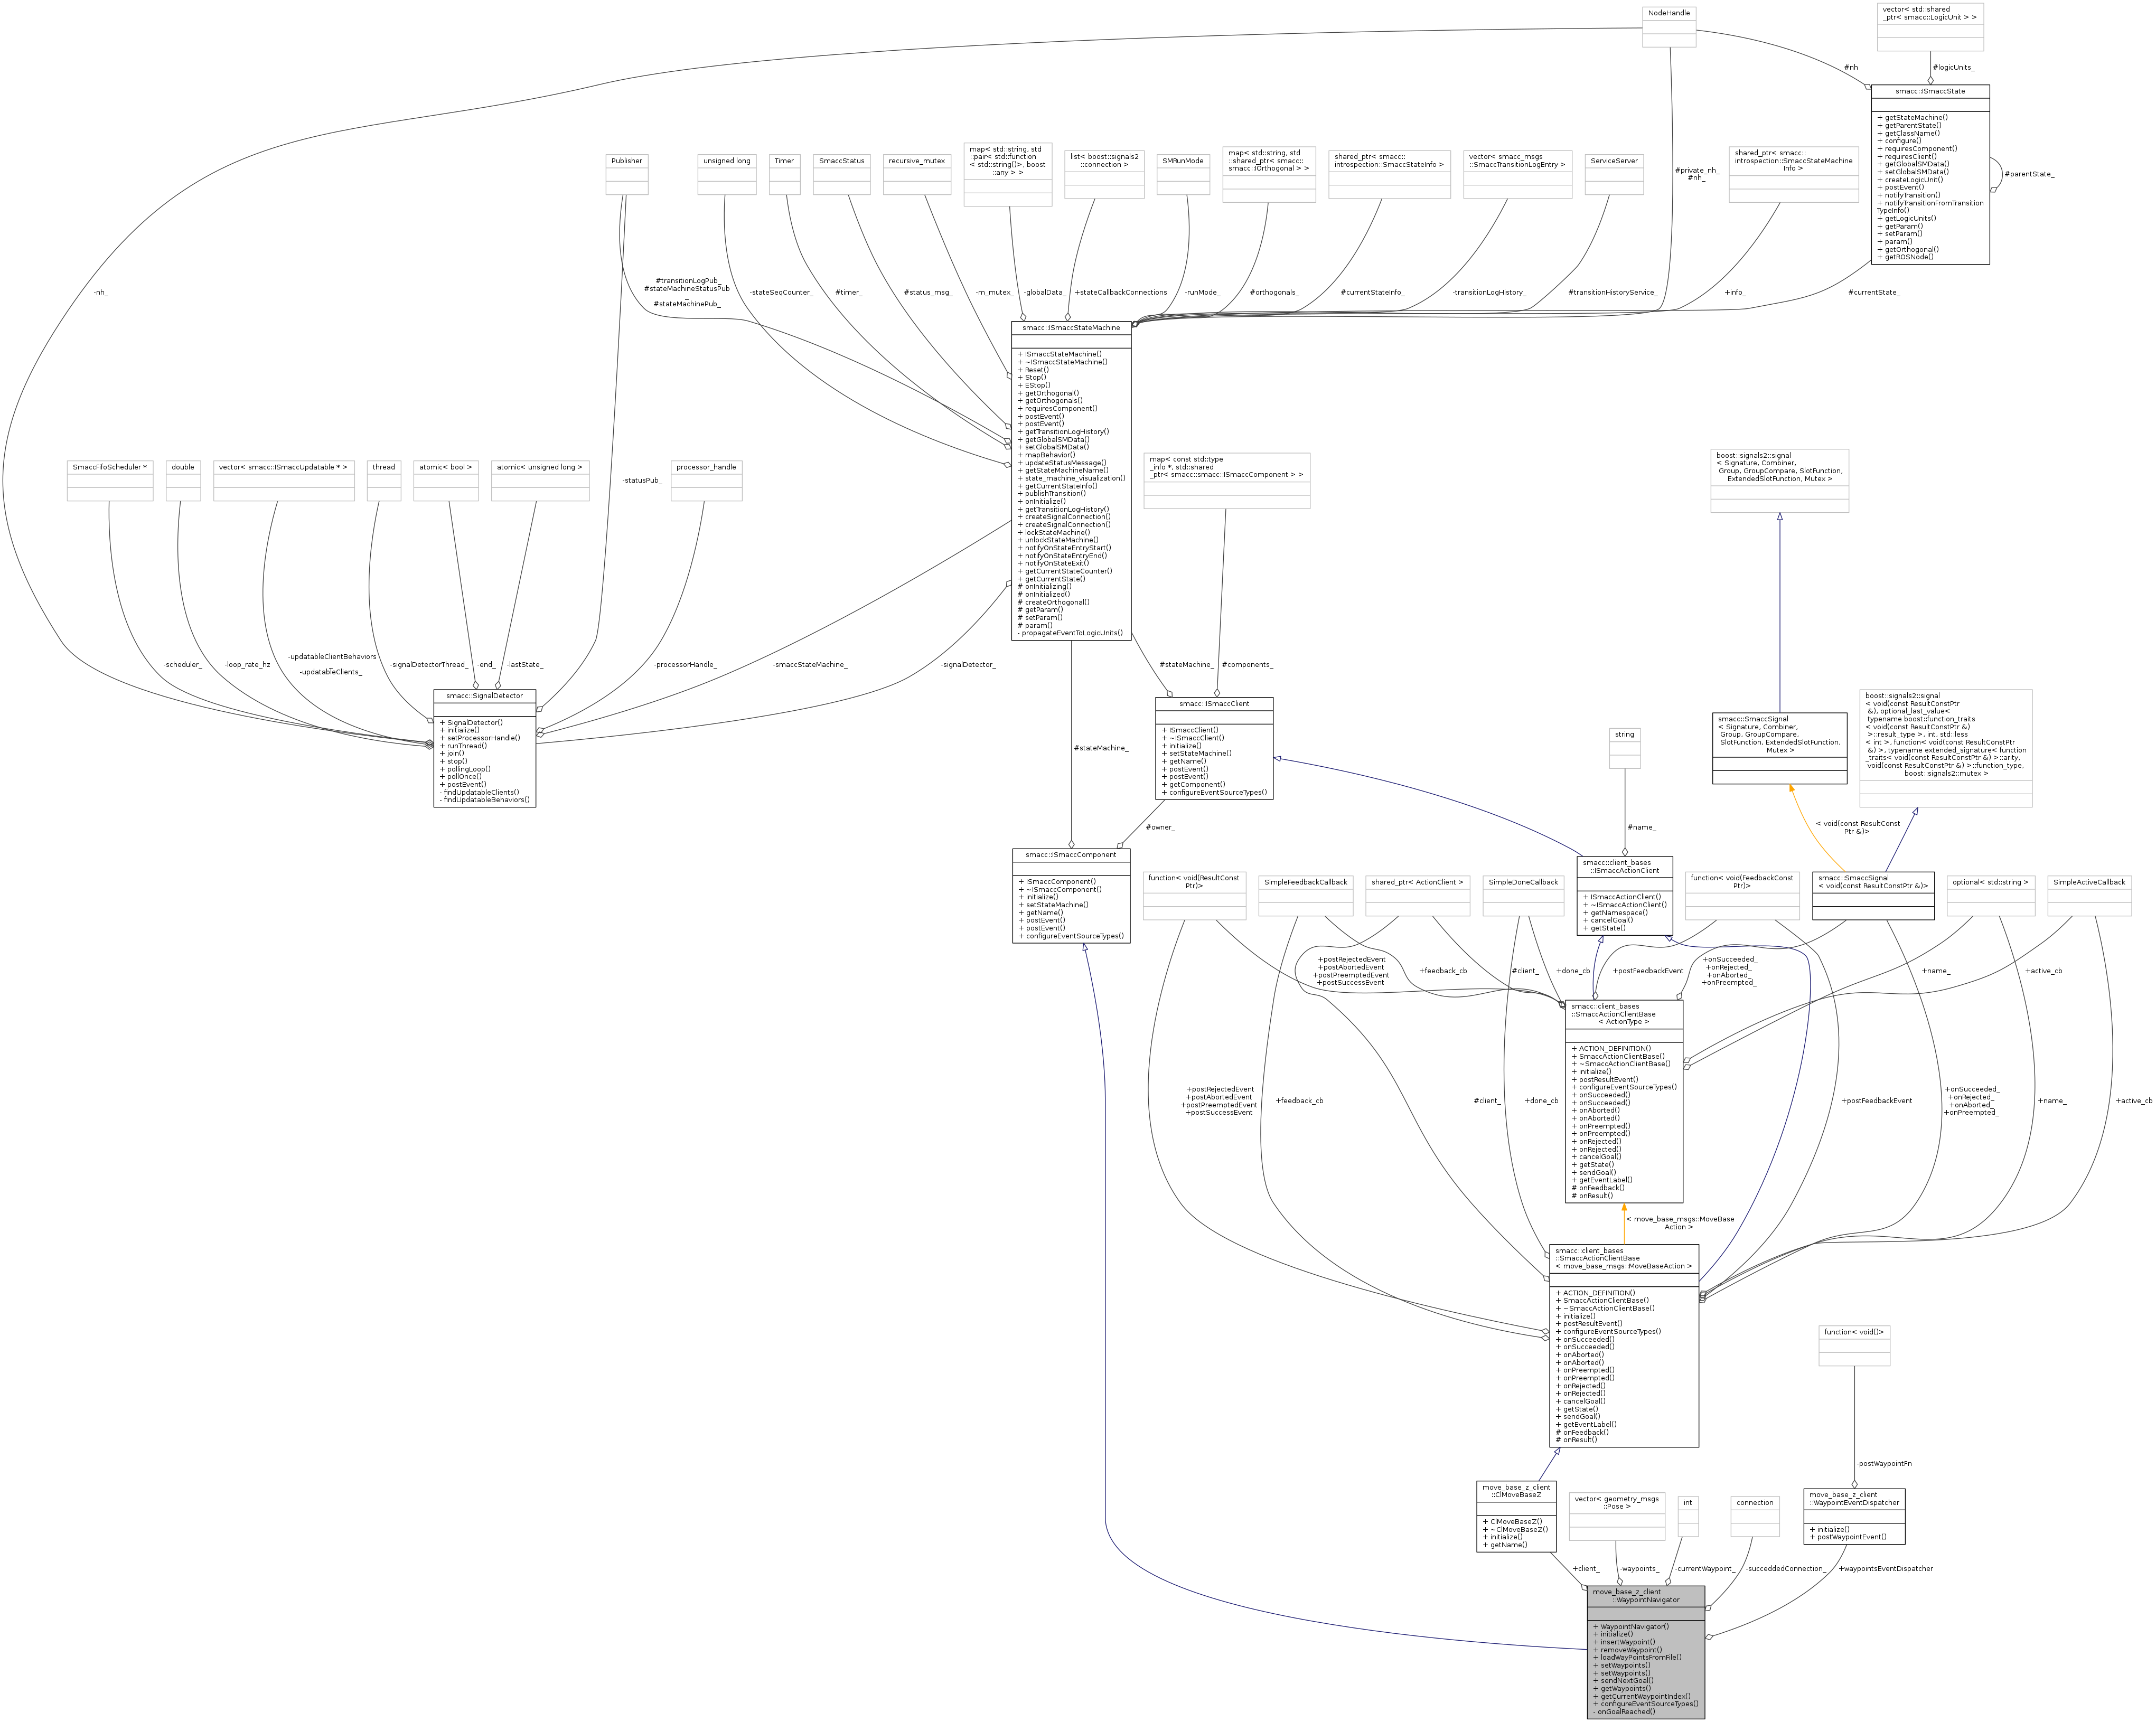 NodeHandle
vector< std::shared
_ptr< smacc::LogicUnit > >
#nh
#logicUnits_
smacc::ISmaccState
+ getStateMachine()
+ getParentState()
+ getClassName()
+ configure()
+ requiresComponent()
+ requiresClient()
+ getGlobalSMData()
+ setGlobalSMData()
+ createLogicUnit()
+ postEvent()
+ notifyTransition()
+ notifyTransitionFromTransition
TypeInfo()
+ getLogicUnits()
+ getParam()
+ setParam()
+ param()
+ getOrthogonal()
+ getROSNode()
#parentState_
Publisher
unsigned long
Timer
SmaccStatus
recursive_mutex
map< std::string, std
::pair< std::function
< std::string()>, boost
::any > >
list< boost::signals2
::connection >
SMRunMode
map< std::string, std
::shared_ptr< smacc::
smacc::IOrthogonal > >
shared_ptr< smacc::
introspection::SmaccStateInfo >
vector< smacc_msgs
::SmaccTransitionLogEntry >
ServiceServer
#private_nh_
#nh_
shared_ptr< smacc::
introspection::SmaccStateMachine
Info >
-nh_
#transitionLogPub_
#stateMachineStatusPub
_
#stateMachinePub_
-stateSeqCounter_
#timer_
#status_msg_
-m_mutex_
-globalData_
+stateCallbackConnections
-runMode_
#orthogonals_
#currentStateInfo_
-transitionLogHistory_
#transitionHistoryService_
+info_
#currentState_
smacc::ISmaccStateMachine
+ ISmaccStateMachine()
+ ~ISmaccStateMachine()
+ Reset()
+ Stop()
+ EStop()
+ getOrthogonal()
+ getOrthogonals()
+ requiresComponent()
+ postEvent()
+ postEvent()
+ getTransitionLogHistory()
+ getGlobalSMData()
+ setGlobalSMData()
+ mapBehavior()
+ updateStatusMessage()
+ getStateMachineName()
+ state_machine_visualization()
+ getCurrentStateInfo()
+ publishTransition()
+ onInitialize()
+ getTransitionLogHistory()
+ createSignalConnection()
+ createSignalConnection()
+ lockStateMachine()
+ unlockStateMachine()
+ notifyOnStateEntryStart()
+ notifyOnStateEntryEnd()
+ notifyOnStateExit()
+ getCurrentStateCounter()
+ getCurrentState()
# onInitializing()
# onInitialized()
# createOrthogonal()
# getParam()
# setParam()
# param()
- propagateEventToLogicUnits()
SmaccFifoScheduler *
double
vector< smacc::ISmaccUpdatable * >
thread
atomic< bool >
atomic< unsigned long >
-statusPub_
processor_handle
map< const std::type
_info *, std::shared
_ptr< smacc::smacc::ISmaccComponent > >
boost::signals2::signal
< Signature, Combiner,
Group, GroupCompare, SlotFunction,
ExtendedSlotFunction, Mutex >
-scheduler_
-loop_rate_hz
-updatableClientBehaviors
_
-updatableClients_
-signalDetectorThread_
-end_
-lastState_
-processorHandle_
-smaccStateMachine_
-signalDetector_
#stateMachine_
#components_
smacc::SignalDetector
+ SignalDetector()
+ initialize()
+ setProcessorHandle()
+ runThread()
+ join()
+ stop()
+ pollingLoop()
+ pollOnce()
+ postEvent()
- findUpdatableClients()
- findUpdatableBehaviors()
#stateMachine_
smacc::ISmaccClient
+ ISmaccClient()
+ ~ISmaccClient()
+ initialize()
+ setStateMachine()
+ getName()
+ postEvent()
+ postEvent()
+ getComponent()
+ configureEventSourceTypes()
string
smacc::SmaccSignal
< Signature, Combiner,
Group, GroupCompare,
SlotFunction, ExtendedSlotFunction,
Mutex >
boost::signals2::signal
< void(const ResultConstPtr
&), optional_last_value<
typename boost::function_traits
< void(const ResultConstPtr &)
>::result_type >, int, std::less
< int >, function< void(const ResultConstPtr
&) >, typename extended_signature< function
_traits< void(const ResultConstPtr &) >::arity,
void(const ResultConstPtr &) >::function_type,
boost::signals2::mutex >
#owner_
#name_
< void(const ResultConst
Ptr &)>
smacc::ISmaccComponent
+ ISmaccComponent()
+ ~ISmaccComponent()
+ initialize()
+ setStateMachine()
+ getName()
+ postEvent()
+ postEvent()
+ configureEventSourceTypes()
function< void(ResultConst
Ptr)>
SimpleFeedbackCallback
shared_ptr< ActionClient >
SimpleDoneCallback
smacc::client_bases
::ISmaccActionClient
+ ISmaccActionClient()
+ ~ISmaccActionClient()
+ getNamespace()
+ cancelGoal()
+ getState()
function< void(FeedbackConst
Ptr)>
smacc::SmaccSignal
< void(const ResultConstPtr &)>
optional< std::string >
SimpleActiveCallback
+postRejectedEvent
+postAbortedEvent
+postPreemptedEvent
+postSuccessEvent
+feedback_cb
#client_
+done_cb
+postFeedbackEvent
+onSucceeded_
+onRejected_
+onAborted_
+onPreempted_
+name_
+active_cb
smacc::client_bases
::SmaccActionClientBase
< ActionType >
+ ACTION_DEFINITION()
+ SmaccActionClientBase()
+ ~SmaccActionClientBase()
+ initialize()
+ postResultEvent()
+ configureEventSourceTypes()
+ onSucceeded()
+ onSucceeded()
+ onAborted()
+ onAborted()
+ onPreempted()
+ onPreempted()
+ onRejected()
+ onRejected()
+ cancelGoal()
+ getState()
+ sendGoal()
+ getEventLabel()
# onFeedback()
# onResult()
+postRejectedEvent
+postAbortedEvent
+postPreemptedEvent
+postSuccessEvent
+feedback_cb
#client_
+done_cb
+postFeedbackEvent
+onSucceeded_
+onRejected_
+onAborted_
+onPreempted_
+name_
+active_cb
< move_base_msgs::MoveBase
Action >
smacc::client_bases
::SmaccActionClientBase
< move_base_msgs::MoveBaseAction >
+ ACTION_DEFINITION()
+ SmaccActionClientBase()
+ ~SmaccActionClientBase()
+ initialize()
+ postResultEvent()
+ configureEventSourceTypes()
+ onSucceeded()
+ onSucceeded()
+ onAborted()
+ onAborted()
+ onPreempted()
+ onPreempted()
+ onRejected()
+ onRejected()
+ cancelGoal()
+ getState()
+ sendGoal()
+ getEventLabel()
# onFeedback()
# onResult()
function< void()>
-postWaypointFn
move_base_z_client
::ClMoveBaseZ
+ ClMoveBaseZ()
+ ~ClMoveBaseZ()
+ initialize()
+ getName()
vector< geometry_msgs
::Pose >
int
connection
move_base_z_client
::WaypointEventDispatcher
+ initialize()
+ postWaypointEvent()
+client_
-waypoints_
-currentWaypoint_
-succeddedConnection_
+waypointsEventDispatcher
move_base_z_client
::WaypointNavigator
+ WaypointNavigator()
+ initialize()
+ insertWaypoint()
+ removeWaypoint()
+ loadWayPointsFromFile()
+ setWaypoints()
+ setWaypoints()
+ sendNextGoal()
+ getWaypoints()
+ getCurrentWaypointIndex()
+ configureEventSourceTypes()
- onGoalReached()